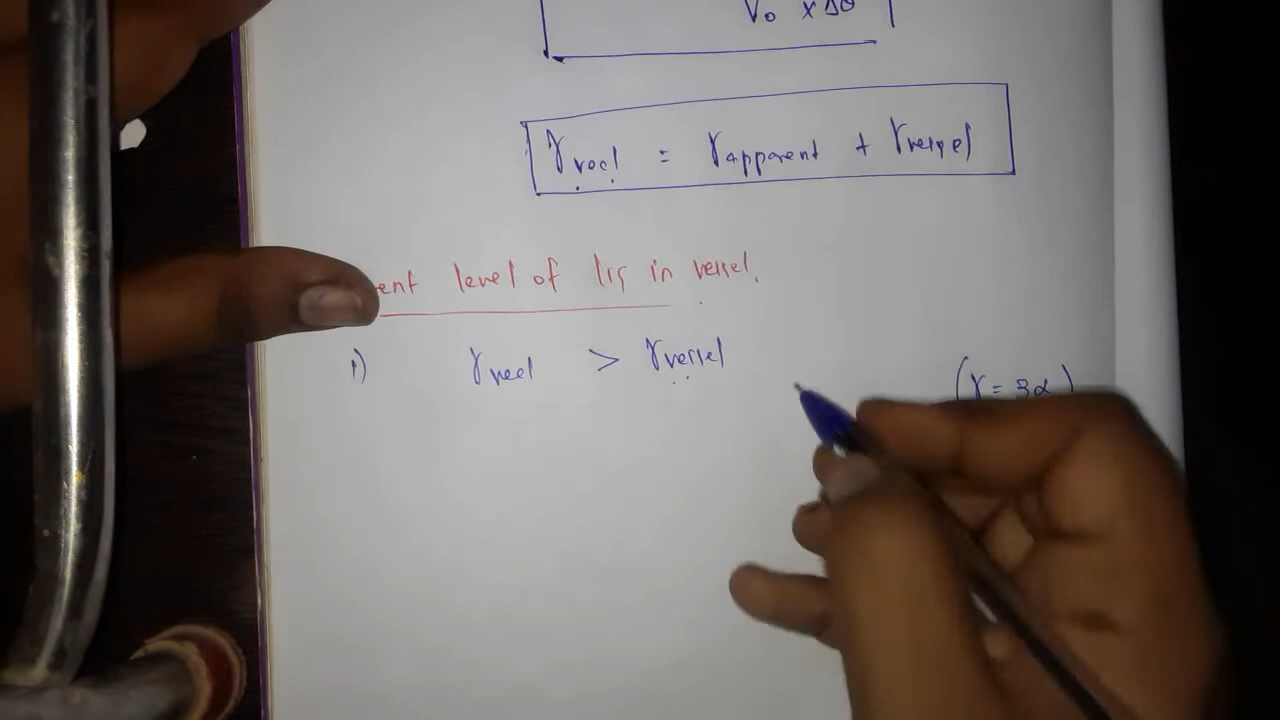 V₀ × Δθ
γreal = γapparent + γvessel
ent level of liq in vessel.
1) γreal > γvessel
(γ = 3α)